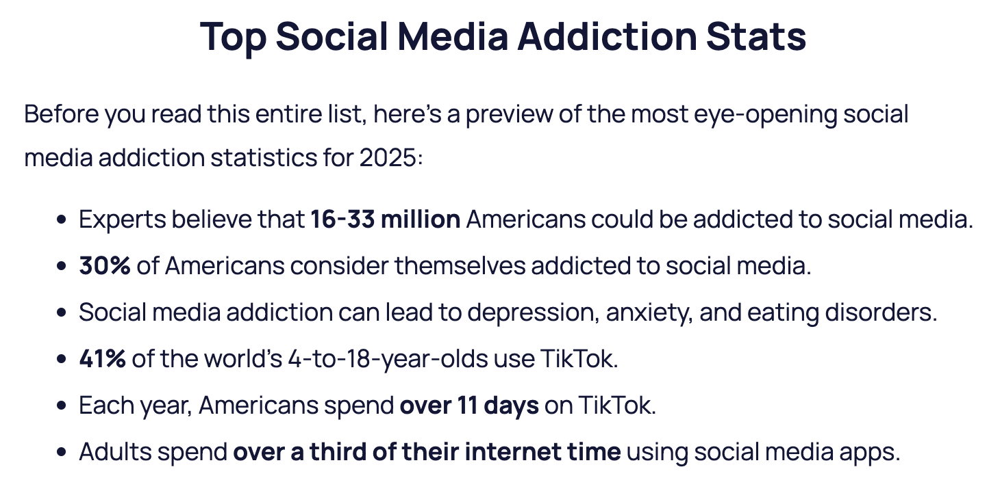 Top Social Media Addiction Stats
Before you read this entire list, here’s a preview of the most eye-opening social
media addiction statistics for 2025:
• Experts believe that 16-33 million Americans could be addicted to social media.
• 30% of Americans consider themselves addicted to social media.
• Social media addiction can lead to depression, anxiety, and eating disorders.
• 41% of the world’s 4-to-18-year-olds use TikTok.
• Each year, Americans spend over 11 days on TikTok.
• Adults spend over a third of their internet time using social media apps.